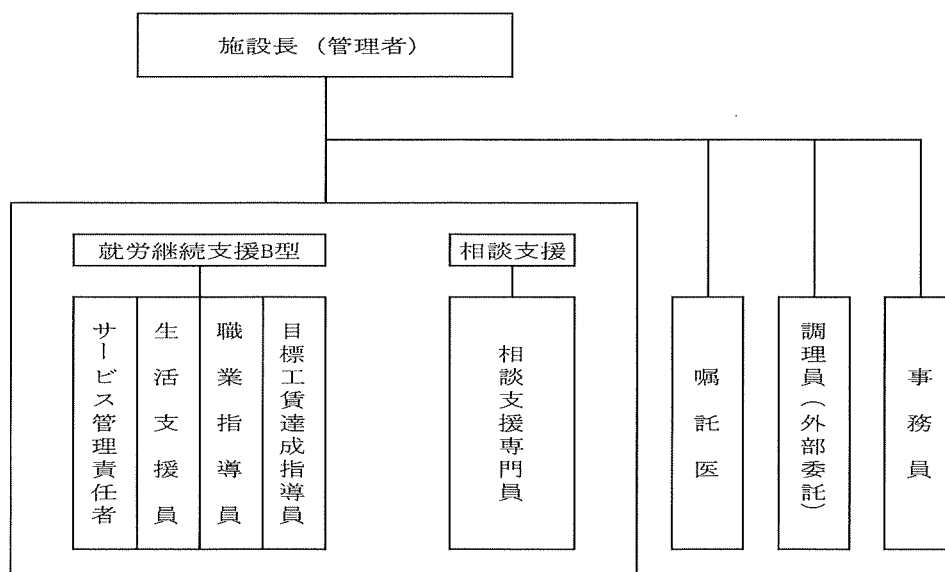 施設長（管理者）
就労継続支援B型
相談支援
サービス管理責任者
生活支援員
職業指導員
目標工賃達成指導員
相談支援専門員
嘱託医
調理員（外部委託）
事務員